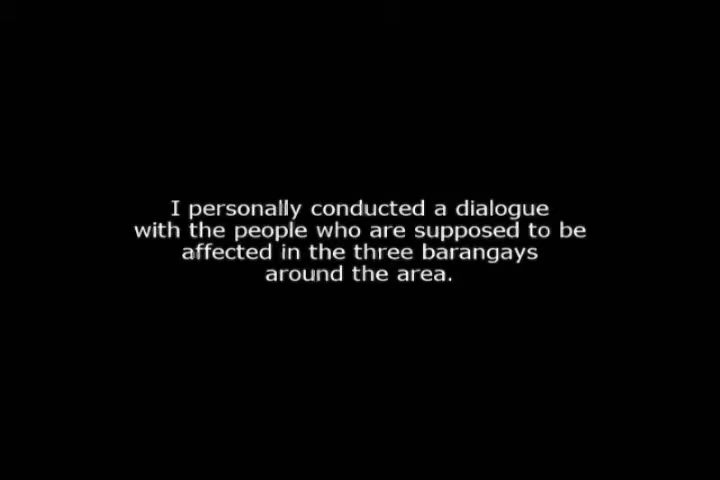 I personally conducted a dialogue
with the people who are supposed to be
affected in the three barangays
around the area.